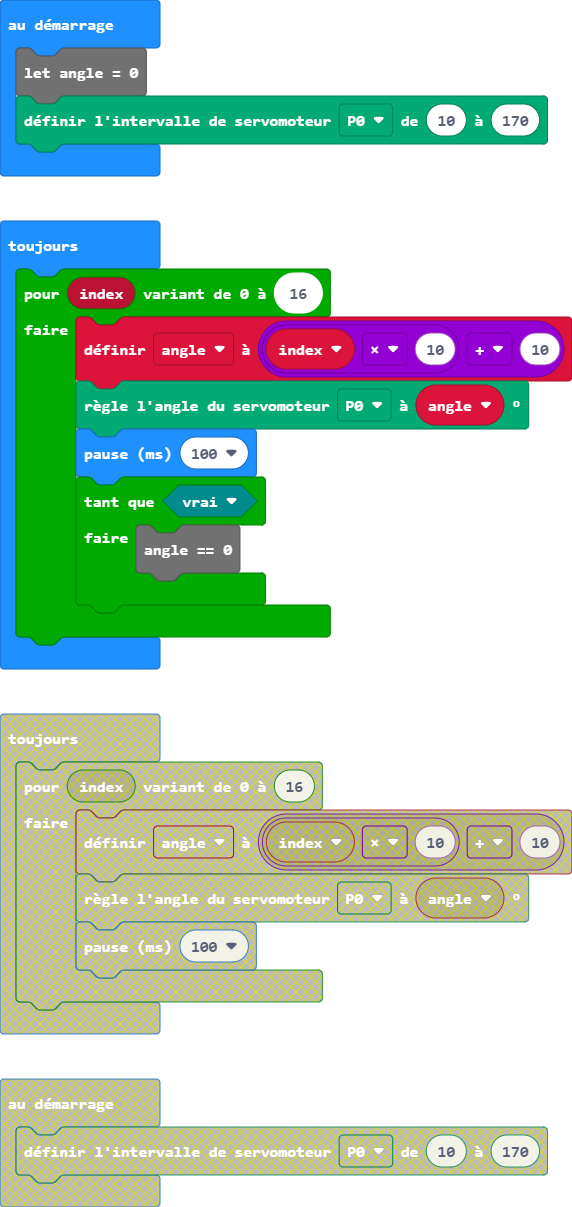 au démarrage
let angle = 0
définir l'intervalle de servomoteur P0 de 10 à 170
toujours
pour index variant de 0 à 16
faire
définir angle à index × 10 + 10
règle l'angle du servomoteur P0 à angle °
pause (ms) 100
tant que vrai
faire
angle == 0
toujours
pour index variant de 0 à 16
faire
définir angle à index × 10 + 10
règle l'angle du servomoteur P0 à angle °
pause (ms) 100
au démarrage
définir l'intervalle de servomoteur P0 de 10 à 170